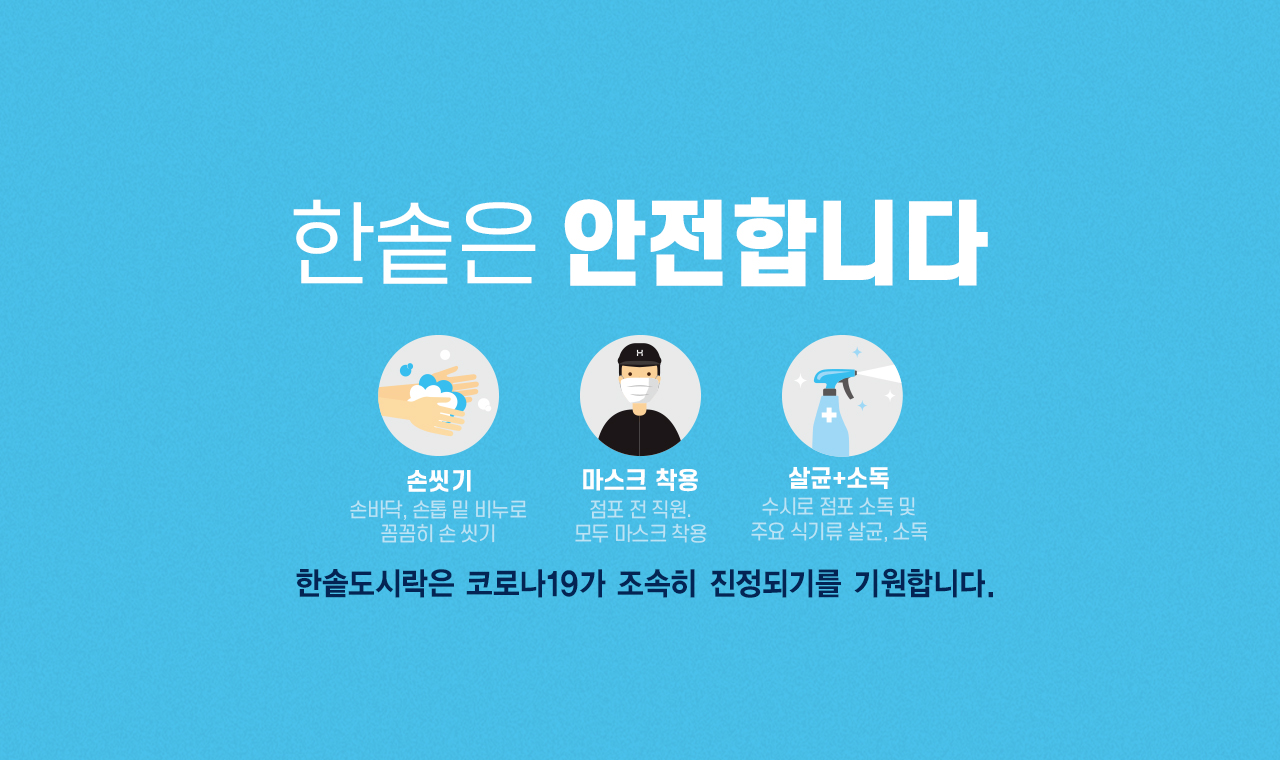 한솥은 안전합니다
H
손씻기
손바닥, 손톱 밑 비누로
꼼꼼히 손 씻기
마스크 착용
점포 전 직원.
모두 마스크 착용
살균+소독
수시로 점포 소독 및
주요 식기류 살균, 소독
한솥도시락은 코로나19가 조속히 진정되기를 기원합니다.